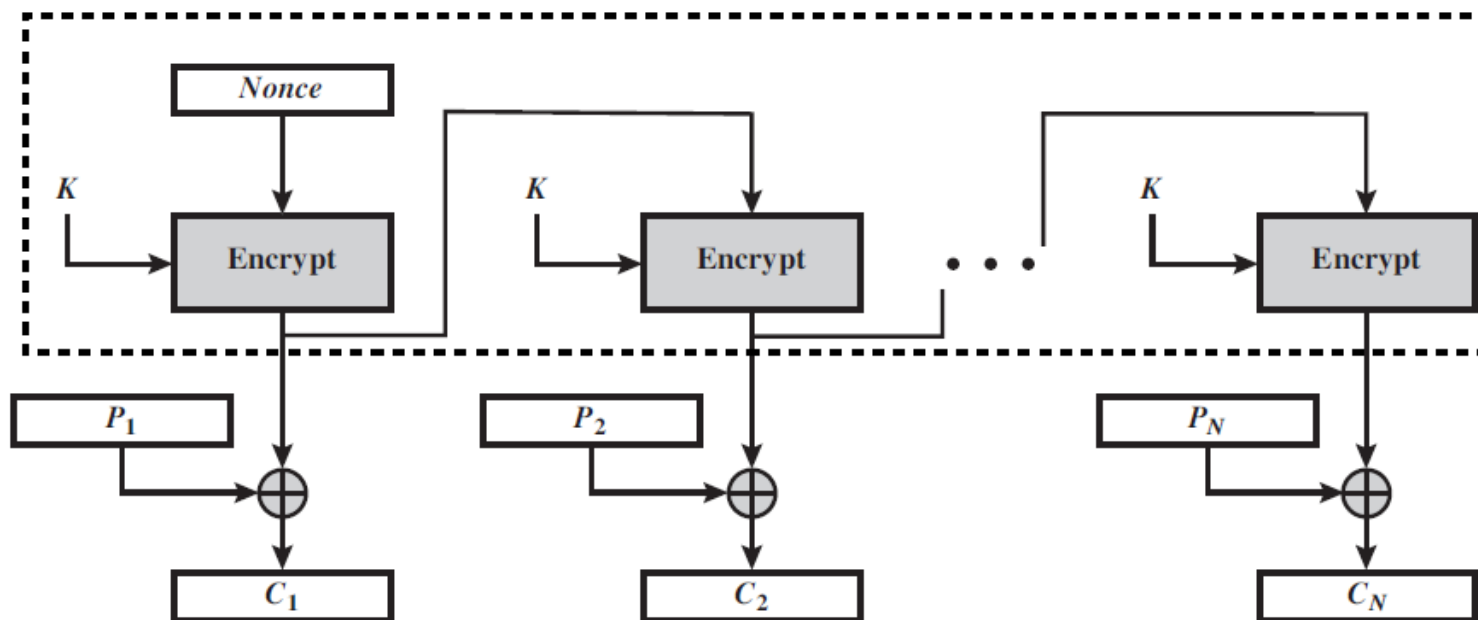 Nonce
K K K
Encrypt Encrypt Encrypt
P1 P2 PN
C1 C2 CN